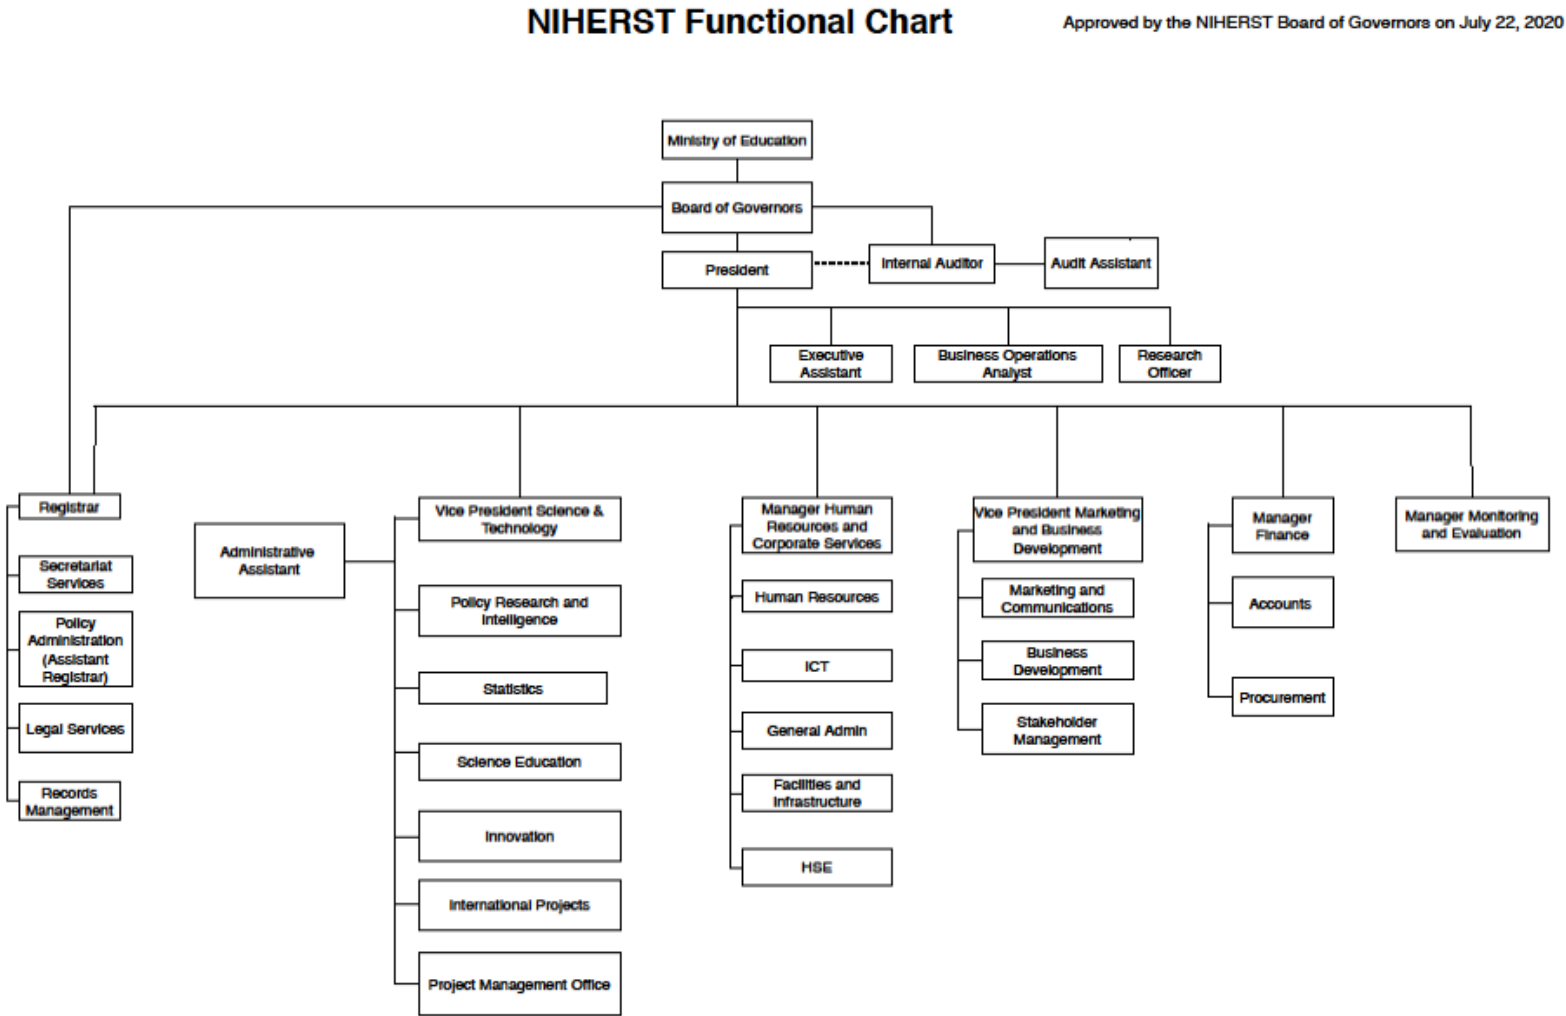 NIHERST Functional Chart
Approved by the NIHERST Board of Governors on July 22, 2020
Ministry of Education
Board of Governors
President
Internal Auditor
Audit Assistant
Executive
Assistant
Business Operations
Analyst
Research
Officer
Registrar
Secretariat
Services
Policy
Administration
(Assistant
Registrar)
Legal Services
Records
Management
Administrative
Assistant
Vice President Science &
Technology
Policy Research and
Intelligence
Statistics
Science Education
Innovation
International Projects
Project Management Office
Manager Human
Resources and
Corporate Services
Human Resources
ICT
General Admin
Facilities and
Infrastructure
HSE
Vice President Marketing
and Business
Development
Marketing and
Communications
Business
Development
Stakeholder
Management
Manager
Finance
Accounts
Procurement
Manager Monitoring
and Evaluation